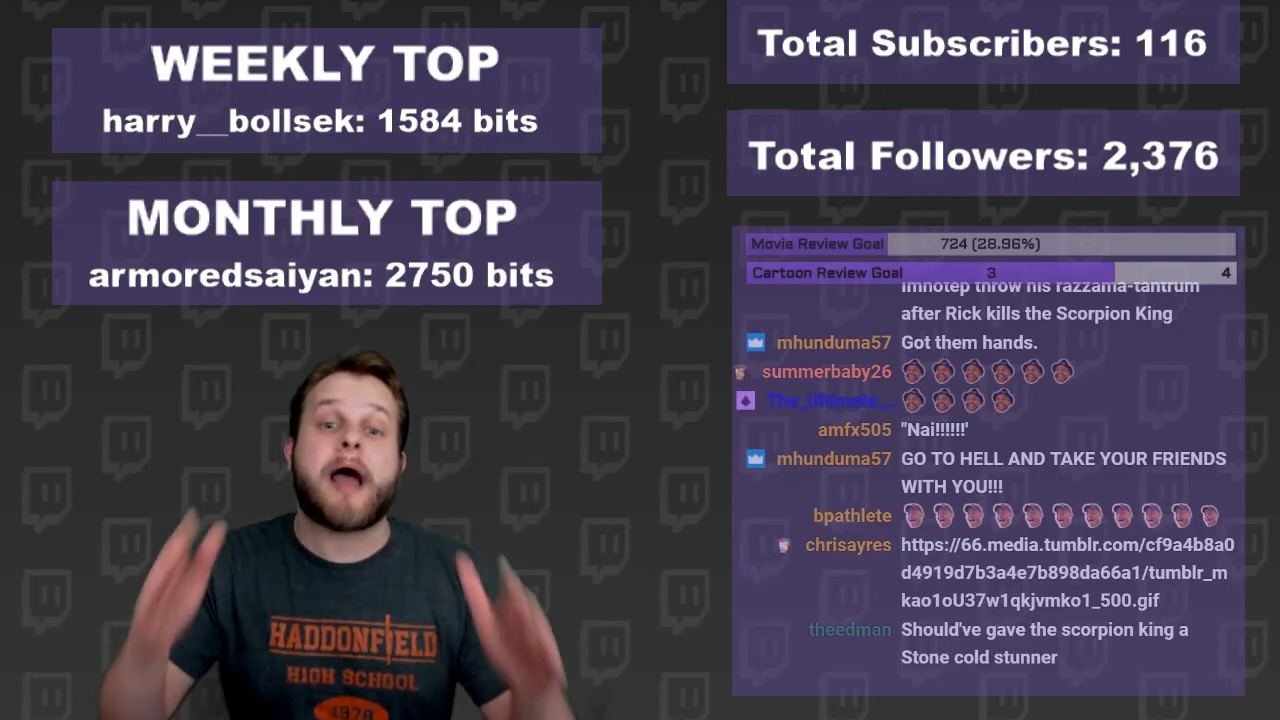 WEEKLY TOP
harry__bollsek: 1584 bits
MONTHLY TOP
armoredsaiyan: 2750 bits
HADDONFIELD
HIGH SCHOOL
1978
Total Subscribers: 116
Total Followers: 2,376
Movie Review Goal 724 (28.96%)
Cartoon Review Goal 3 4
Imhotep throw his razzama-tantrum
after Rick kills the Scorpion King
mhunduma57 Got them hands.
summerbaby26
The_Ultimate_...
amfx505 "Nai!!!!!!'
mhunduma57 GO TO HELL AND TAKE YOUR FRIENDS
WITH YOU!!!
bpathlete
chrisayres https://66.media.tumblr.com/cf9a4b8a0
d4919d7b3a4e7b898da66a1/tumblr_m
kao1oU37w1qkjvmko1_500.gif
theedman Should've gave the scorpion king a
Stone cold stunner